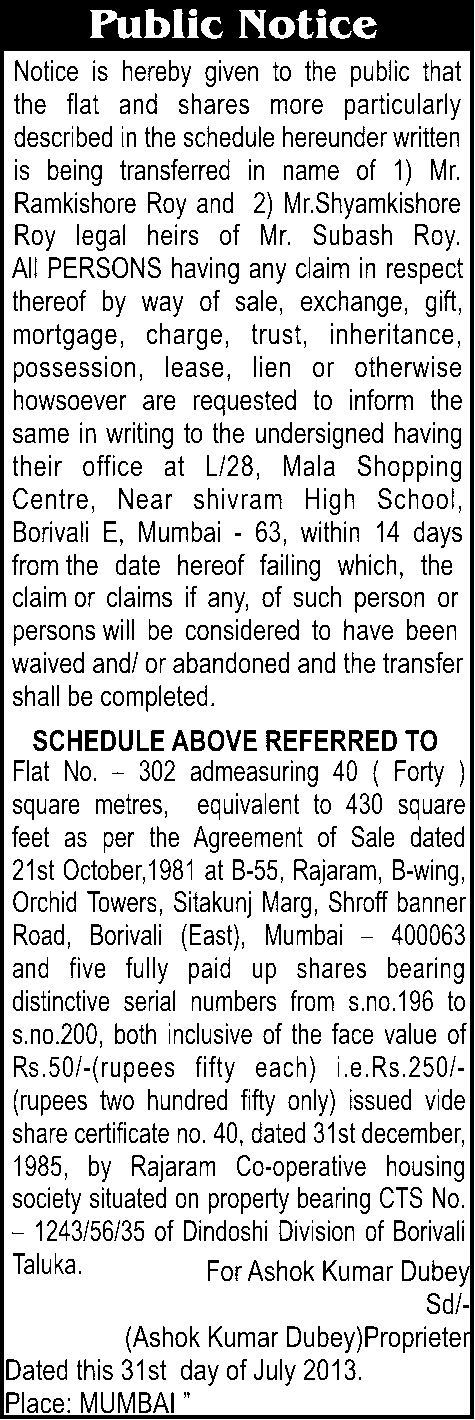 Public Notice
Notice is hereby given to the public that
the flat and shares more particularly
described in the schedule hereunder written
is being transferred in name of 1) Mr.
Ramkishore Roy and 2) Mr.Shyamkishore
Roy legal heirs of Mr. Subash Roy.
All PERSONS having any claim in respect
thereof by way of sale, exchange, gift,
mortgage, charge, trust, inheritance,
possession, lease, lien or otherwise
howsoever are requested to inform the
same in writing to the undersigned having
their office at L/28, Mala Shopping
Centre, Near shivram High School,
Borivali E, Mumbai - 63, within 14 days
from the date hereof failing which, the
claim or claims if any, of such person or
persons will be considered to have been
waived and/ or abandoned and the transfer
shall be completed.
SCHEDULE ABOVE REFERRED TO
Flat No. – 302 admeasuring 40 ( Forty )
square metres, equivalent to 430 square
feet as per the Agreement of Sale dated
21st October,1981 at B-55, Rajaram, B-wing,
Orchid Towers, Sitakunj Marg, Shroff banner
Road, Borivali (East), Mumbai – 400063
and five fully paid up shares bearing
distinctive serial numbers from s.no.196 to
s.no.200, both inclusive of the face value of
Rs.50/-(rupees fifty each) i.e.Rs.250/-
(rupees two hundred fifty only) issued vide
share certificate no. 40, dated 31st december,
1985, by Rajaram Co-operative housing
society situated on property bearing CTS No.
– 1243/56/35 of Dindoshi Division of Borivali
Taluka. For Ashok Kumar Dubey
Sd/-
(Ashok Kumar Dubey)Proprieter
Dated this 31st day of July 2013.
Place: MUMBAI ”